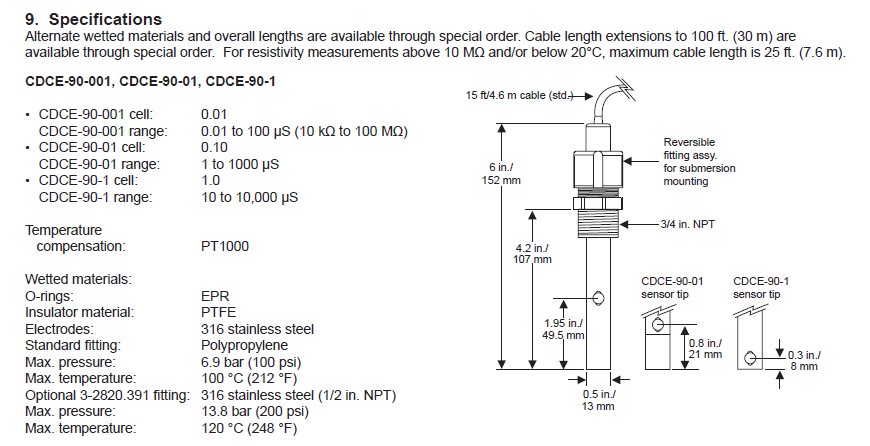 9. Specifications
Alternate wetted materials and overall lengths are available through special order. Cable length extensions to 100 ft. (30 m) are
available through special order. For resistivity measurements above 10 MΩ and/or below 20°C, maximum cable length is 25 ft. (7.6 m).
CDCE-90-001, CDCE-90-01, CDCE-90-1
• CDCE-90-001 cell: 0.01
CDCE-90-001 range: 0.01 to 100 µS (10 kΩ to 100 MΩ)
• CDCE-90-01 cell: 0.10
CDCE-90-01 range: 1 to 1000 µS
• CDCE-90-1 cell: 1.0
CDCE-90-1 range: 10 to 10,000 µS
Temperature
compensation: PT1000
Wetted materials:
O-rings: EPR
Insulator material: PTFE
Electrodes: 316 stainless steel
Standard fitting: Polypropylene
Max. pressure: 6.9 bar (100 psi)
Max. temperature: 100 °C (212 °F)
Optional 3-2820.391 fitting: 316 stainless steel (1/2 in. NPT)
Max. pressure: 13.8 bar (200 psi)
Max. temperature: 120 °C (248 °F)
15 ft/4.6 m cable (std.)
Reversible
fitting assy.
for submersion
mounting
6 in./
152 mm
3/4 in. NPT
4.2 in./
107 mm
CDCE-90-01
sensor tip
CDCE-90-1
sensor tip
1.95 in./
49.5 mm
0.8 in./
21 mm
0.3 in./
8 mm
0.5 in./
13 mm